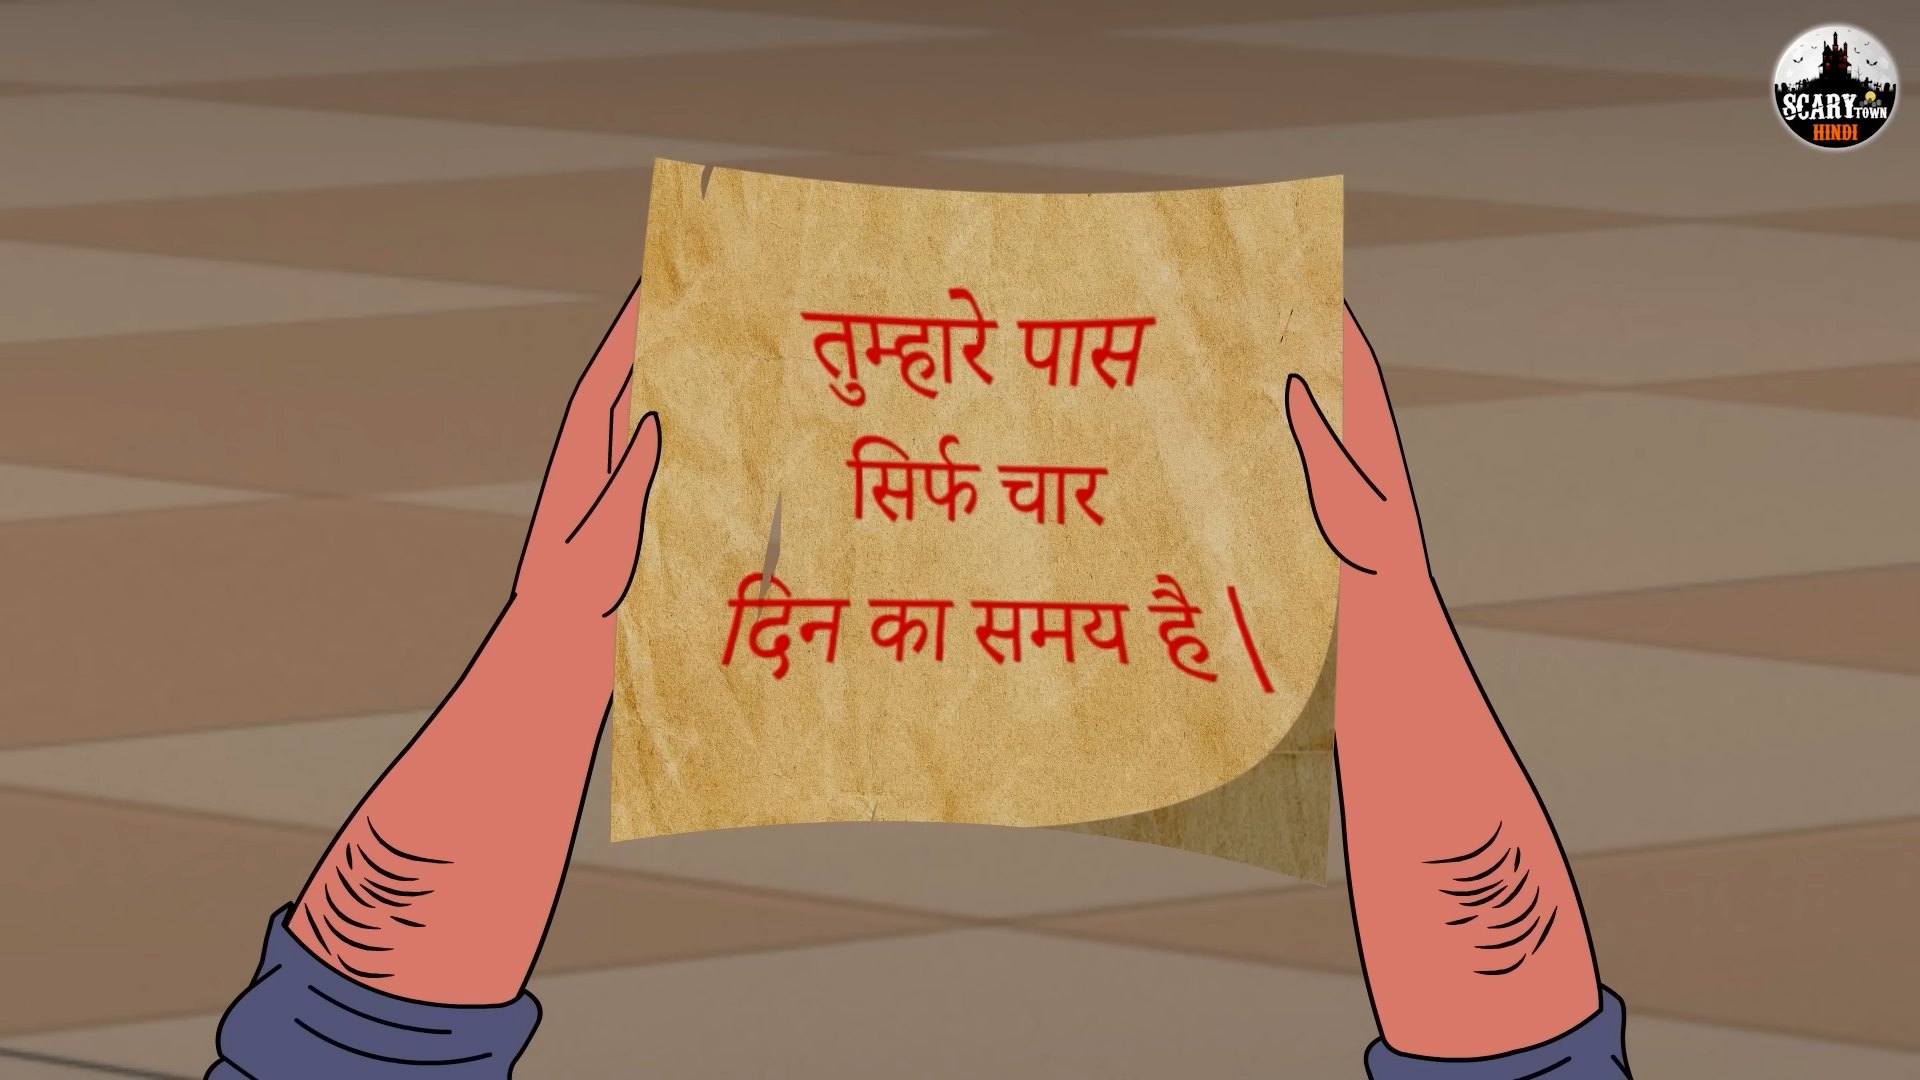 तुम्हारे पास
सिर्फ चार
दिन का समय है|
SCARY TOWN
HINDI